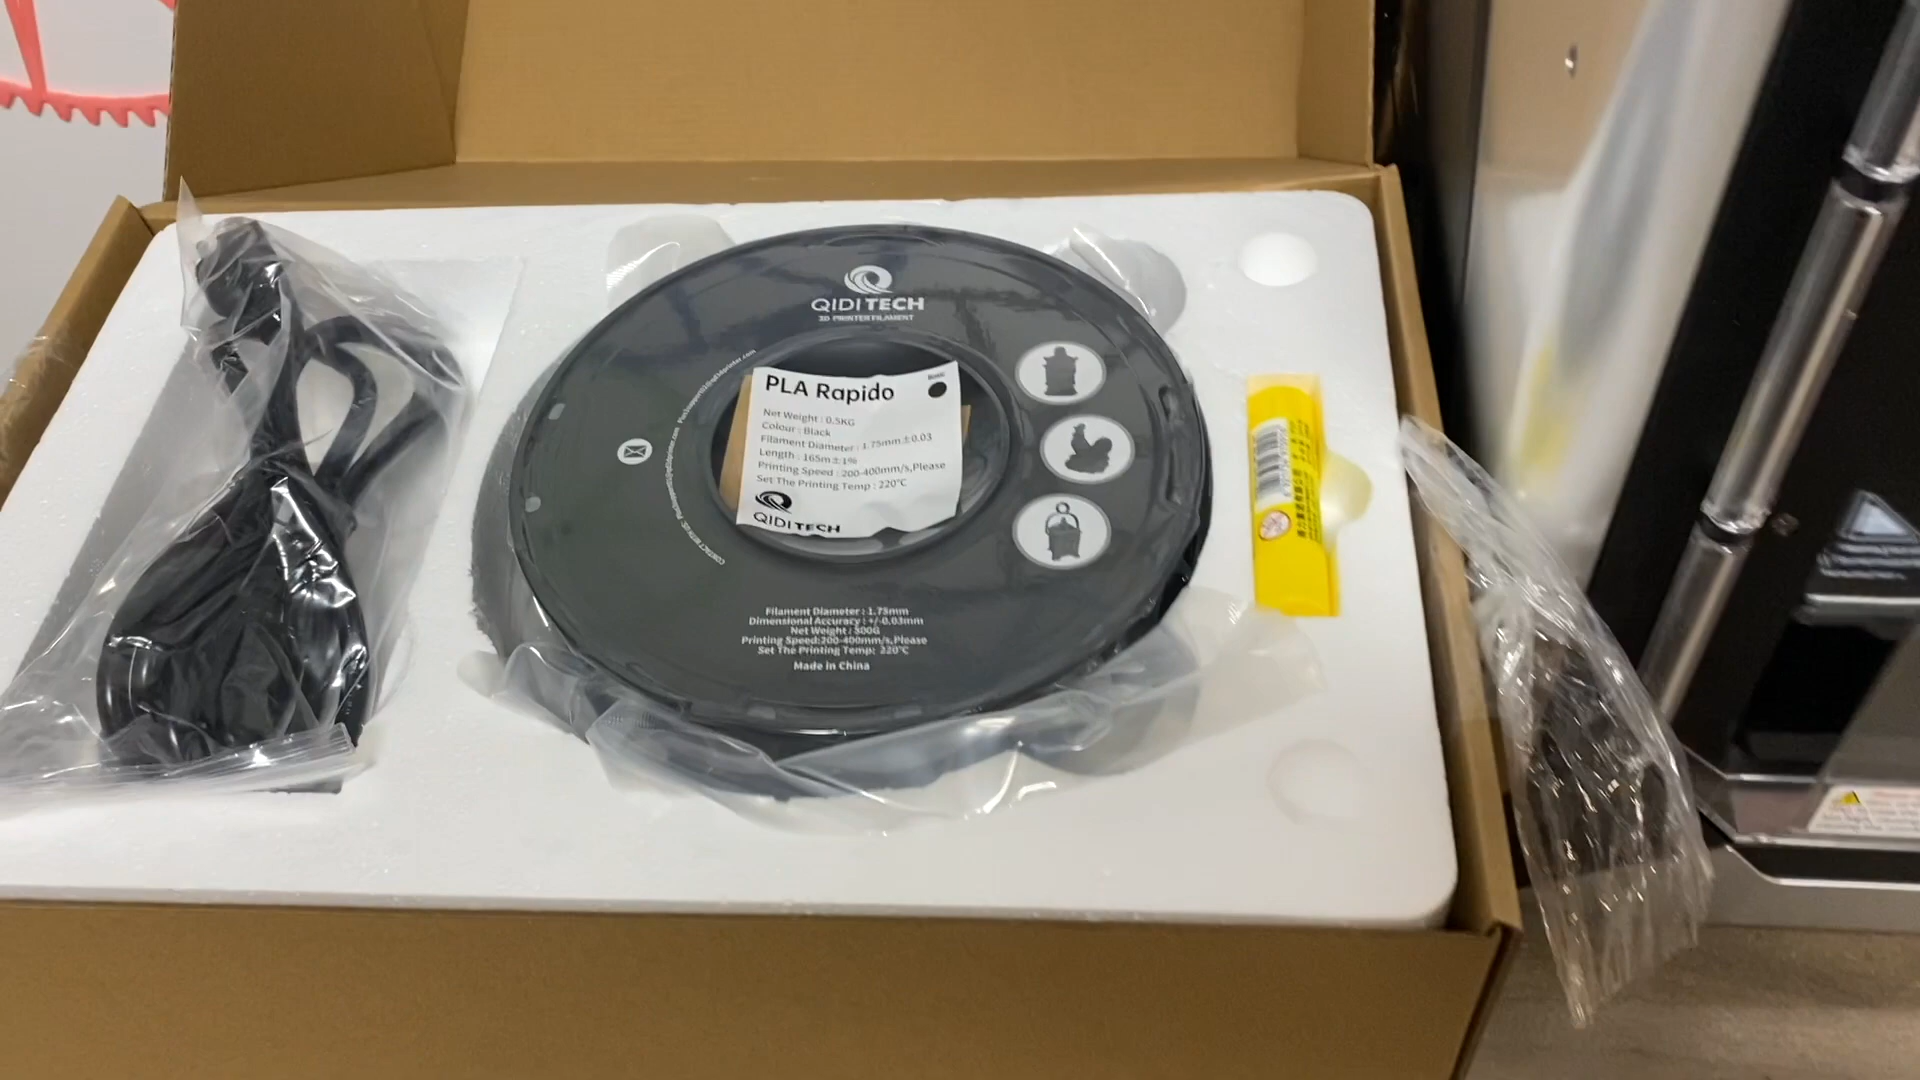 QIDI TECH
3D PRINTER FILAMENT
PLA Rapido
Basic
Net Weight : 0.5KG
Colour : Black
Filament Diameter : 1.75mm±0.03
Length : 165m±1%
Printing Speed : 200-400mm/s,Please
Set The Printing Temp : 220℃
QIDI TECH
Filament Diameter : 1.75mm
Dimensional Accuracy : +/-0.03mm
Net Weight : 500G
Printing Speed:200-400mm/s,Please
Set The Printing Temp: 220℃
Made in China